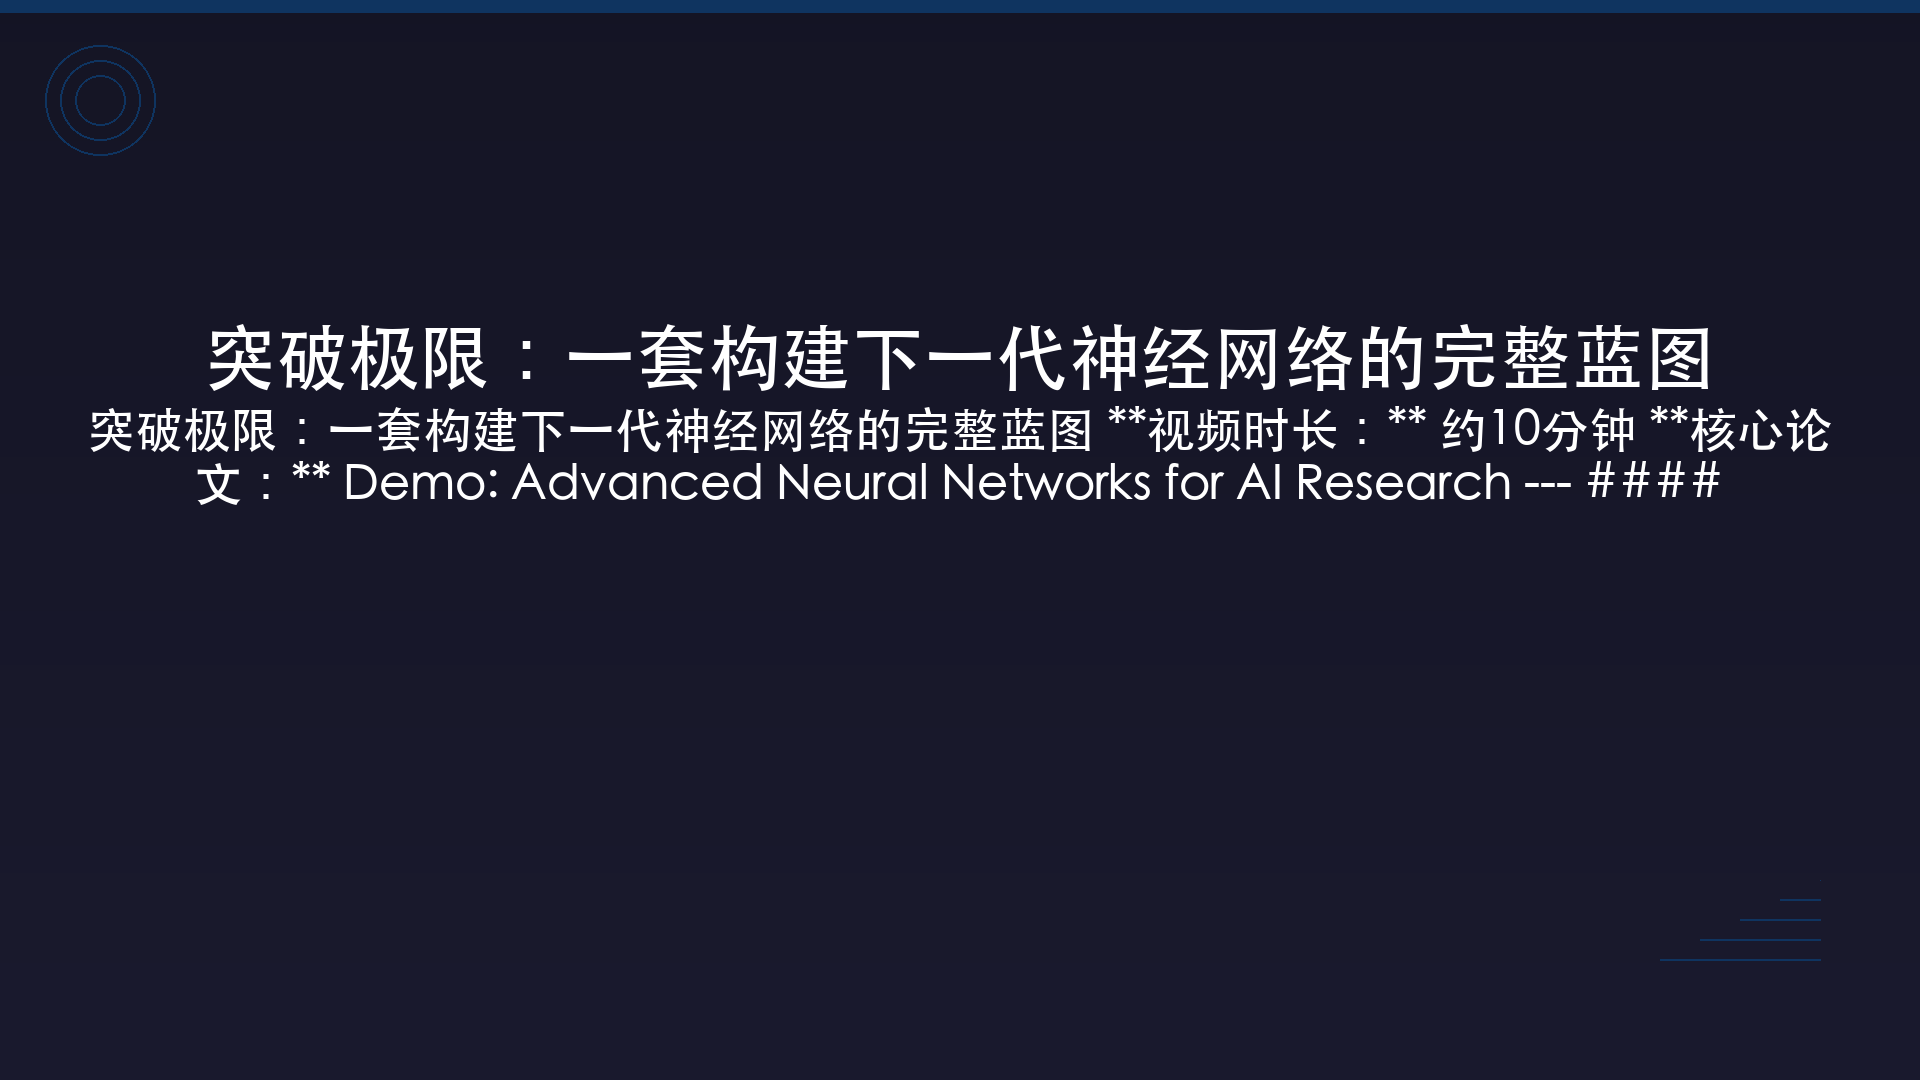 突破极限：一套构建下一代神经网络的完整蓝图
突破极限：一套构建下一代神经网络的完整蓝图 **视频时长：** 约10分钟 **核心论
文：** Demo: Advanced Neural Networks for AI Research --- ####